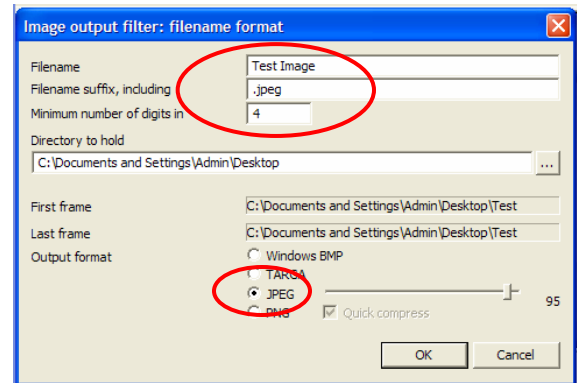 Image output filter: filename format
Filename Test Image
Filename suffix, including .jpeg
Minimum number of digits in 4
Directory to hold
C:\Documents and Settings\Admin\Desktop ...
First frame C:\Documents and Settings\Admin\Desktop\Test
Last frame C:\Documents and Settings\Admin\Desktop\Test
Output format Windows BMP
TARGA
JPEG 95
PNG Quick compress
OK Cancel